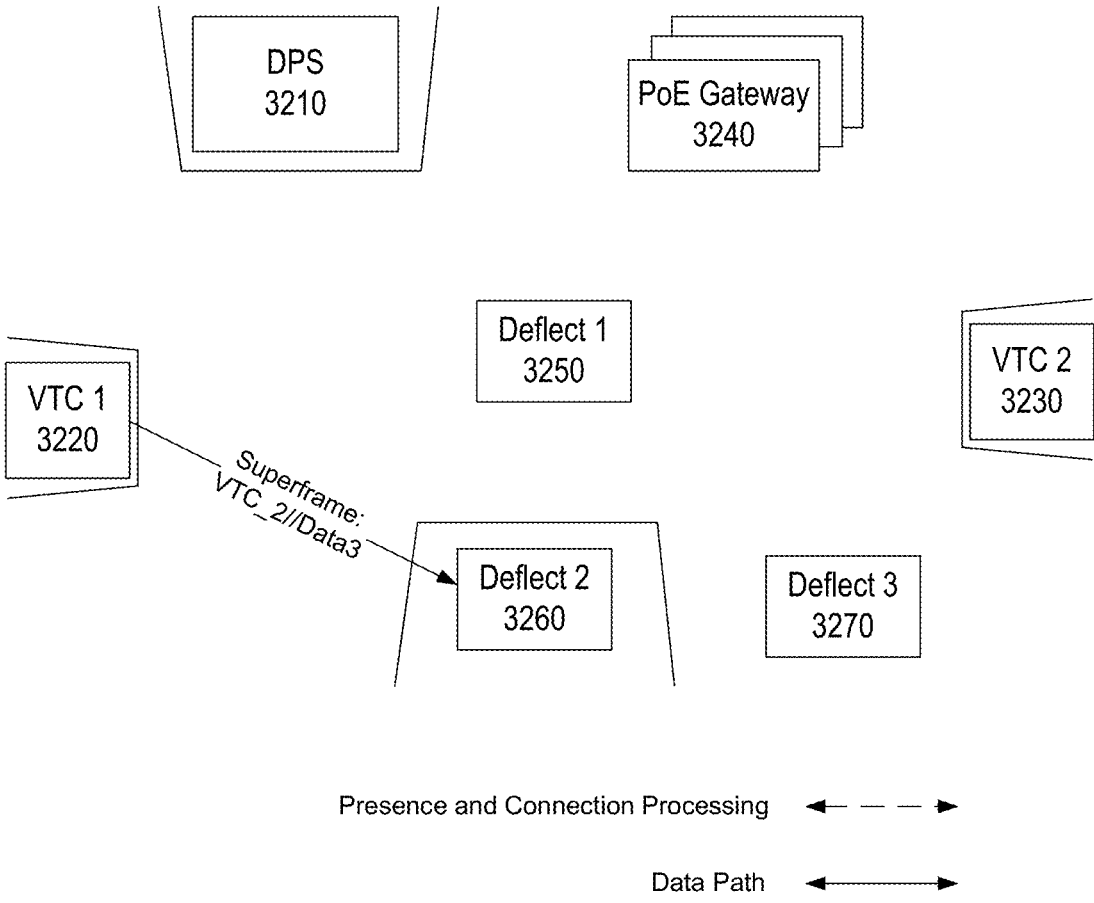 DPS
3210
PoE Gateway
3240
Deflect 1
3250
VTC 1
3220
VTC 2
3230
Superframe:
VTC_2//Data3
Deflect 2
3260
Deflect 3
3270
Presence and Connection Processing
Data Path